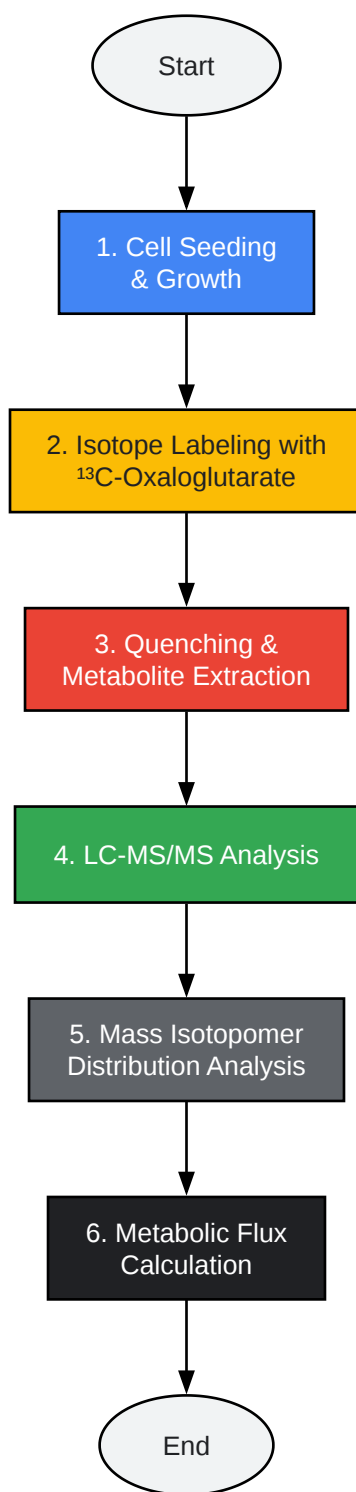 Start
1. Cell Seeding
& Growth
2. Isotope Labeling with
¹³C-Oxaloglutarate
3. Quenching &
Metabolite Extraction
4. LC-MS/MS Analysis
5. Mass Isotopomer
Distribution Analysis
6. Metabolic Flux
Calculation
End